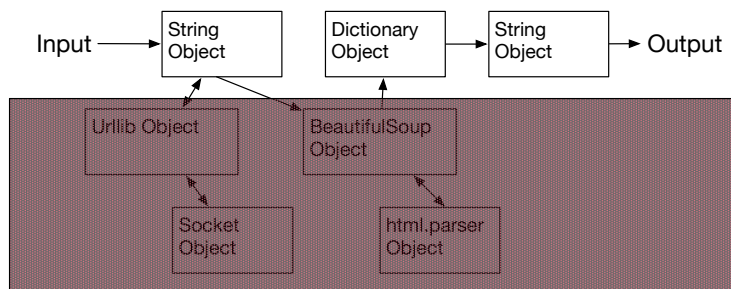 Input
String
Object
Dictionary
Object
String
Object
Output
Urllib Object
BeautifulSoup
Object
Socket
Object
html.parser
Object